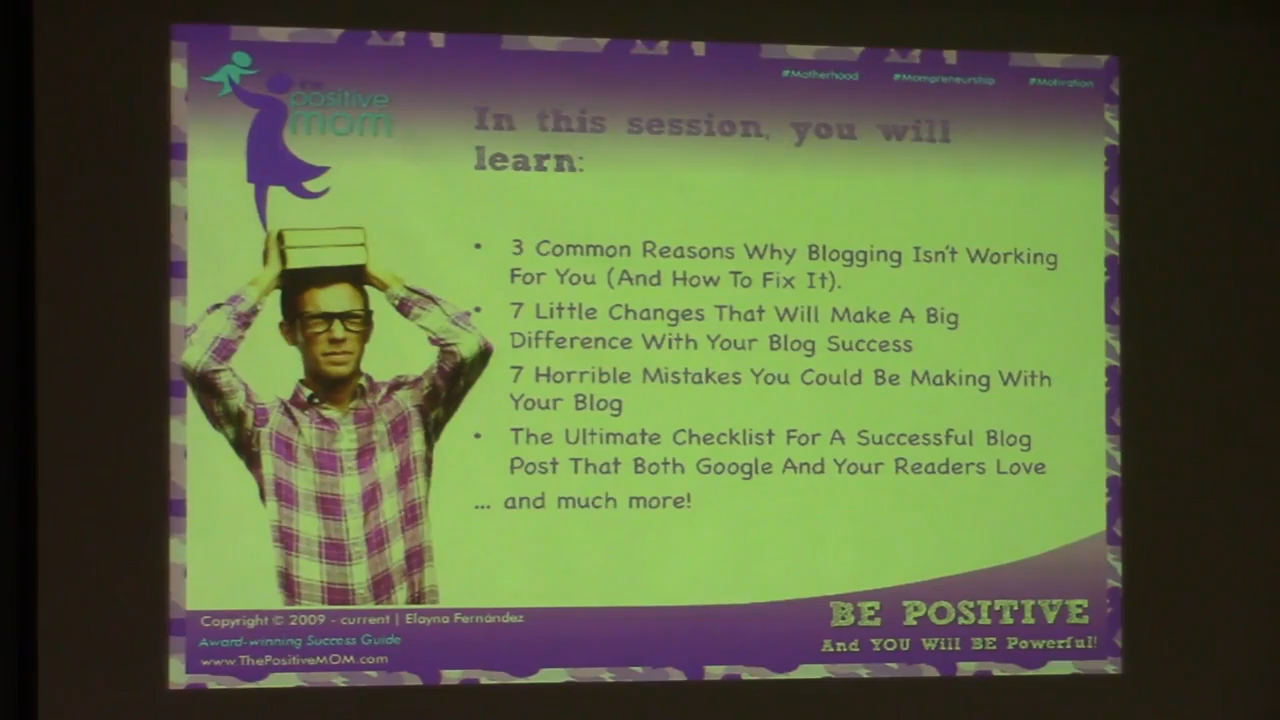 #Motherhood #Mompreneurship #Motivation
the
positive
mom
In this session, you will
learn:
• 3 Common Reasons Why Blogging Isn't Working
For You (And How To Fix It).
• 7 Little Changes That Will Make A Big
Difference With Your Blog Success
7 Horrible Mistakes You Could Be Making With
Your Blog
• The Ultimate Checklist For A Successful Blog
Post That Both Google And Your Readers Love
... and much more!
Copyright © 2009 - current | Elayna Fernández
Award-winning Success Guide
www.ThePositiveMOM.com
BE POSITIVE
And YOU Will BE Powerful!